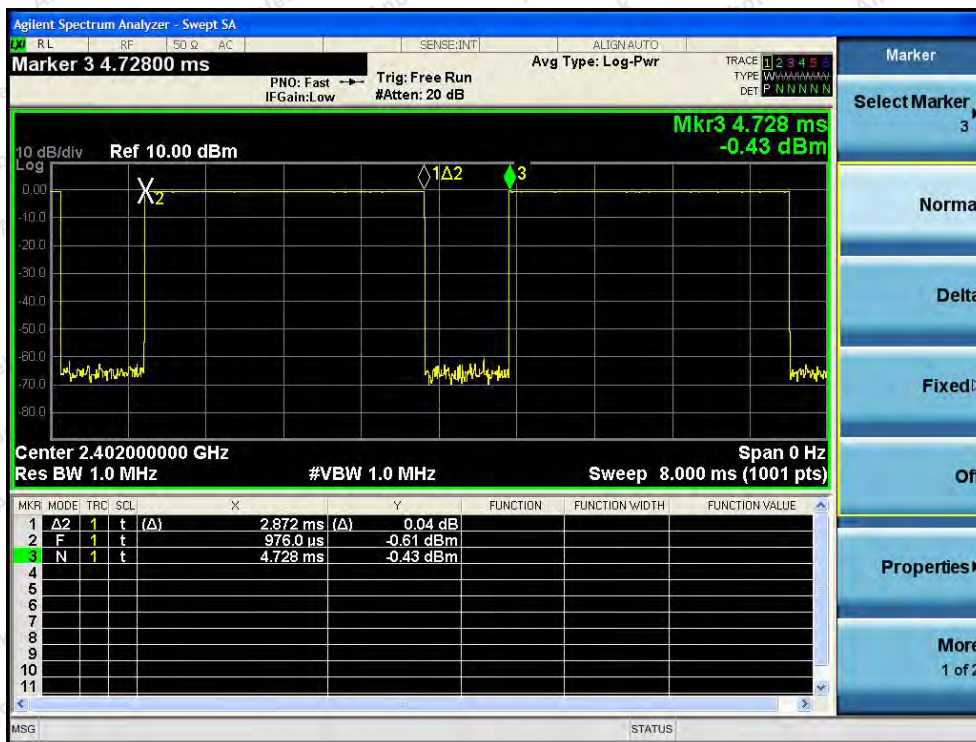 Agilent Spectrum Analyzer - Swept SA
LXI RL RF 50 Ω AC SENSE:INT ALIGNAUTO
Marker 3 4.72800 ms
PNO: Fast Trig: Free Run
IFGain:Low #Atten: 20 dB
Avg Type: Log-Pwr
TRACE 1 2 3 4 5 6
TYPE
DET P N N N N N
Mkr3 4.728 ms
-0.43 dBm
10 dB/div Ref 10.00 dBm
Log
1Δ2
3
2
0.00
-10.0
-20.0
-30.0
-40.0
-50.0
-60.0
-70.0
-80.0
Center 2.402000000 GHz Span 0 Hz
Res BW 1.0 MHz #VBW 1.0 MHz Sweep 8.000 ms (1001 pts)
MKR MODE TRC SCL X Y FUNCTION FUNCTION WIDTH FUNCTION VALUE
1 Δ2 1 t (Δ) 2.872 ms (Δ) 0.04 dB
2 F 1 t 976.0 µs -0.61 dBm
3 N 1 t 4.728 ms -0.43 dBm
4
5
6
7
8
9
10
11
MSG STATUS
Marker
Select Marker
3
Norma
Delta
Fixed
Of
Properties
More
1 of 2